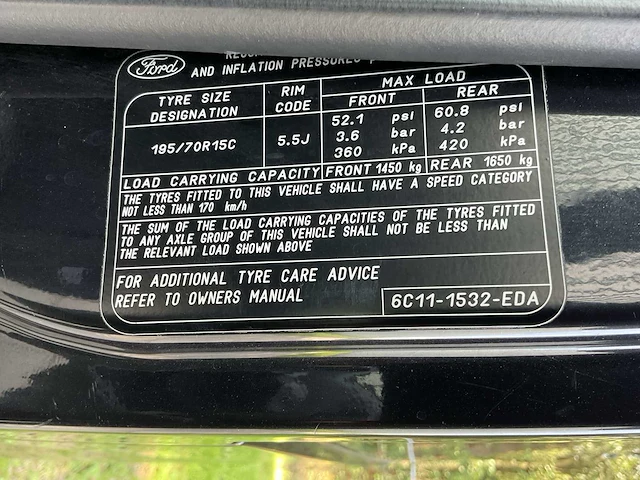 Ford
AND INFLATION PRESSURES
TYRE SIZE DESIGNATION RIM CODE MAX LOAD
FRONT REAR
195/70R15C 5.5J 52.1 psi 60.8 psi
3.6 bar 4.2 bar
360 kPa 420 kPa
LOAD CARRYING CAPACITY FRONT 1450 kg REAR 1650 kg
THE TYRES FITTED TO THIS VEHICLE SHALL HAVE A SPEED CATEGORY
NOT LESS THAN 170 km/h
THE SUM OF THE LOAD CARRYING CAPACITIES OF THE TYRES FITTED
TO ANY AXLE GROUP OF THIS VEHICLE SHALL NOT BE LESS THAN
THE RELEVANT LOAD SHOWN ABOVE
FOR ADDITIONAL TYRE CARE ADVICE
REFER TO OWNERS MANUAL
6C11-1532-EDA